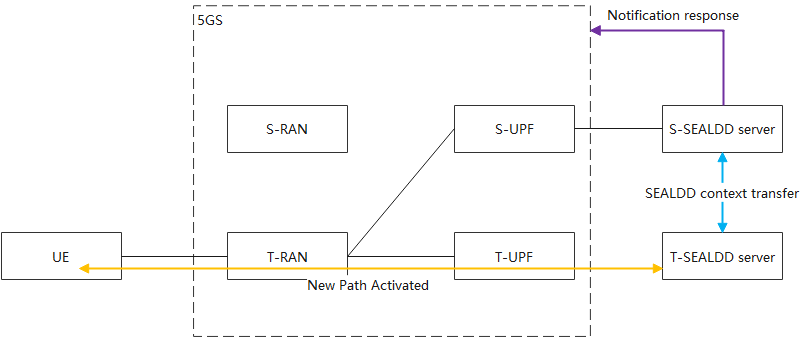 Notification response
5GS
S-RAN
S-UPF
S-SEALDD server
SEALDD context transfer
UE
T-RAN
T-UPF
T-SEALDD server
New Path Activated